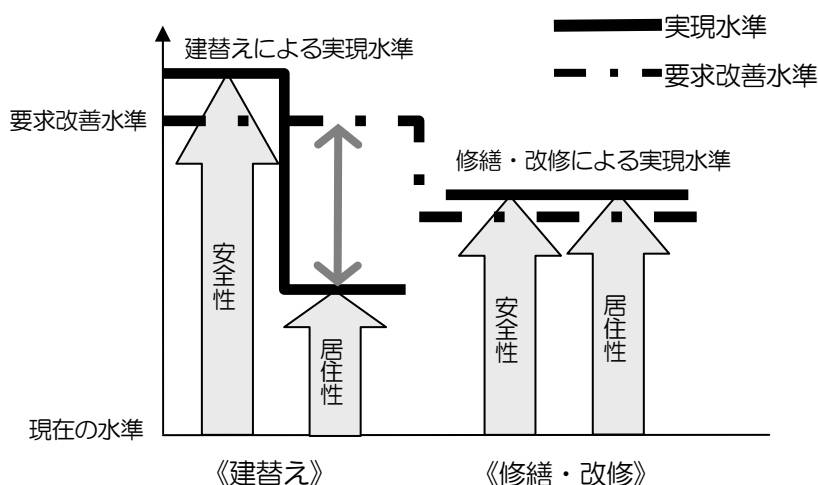 建替えによる実現水準
実現水準
要求改善水準
要求改善水準
修繕・改修による実現水準
安全性
居住性
安全性
居住性
現在の水準
《建替え》
《修繕・改修》